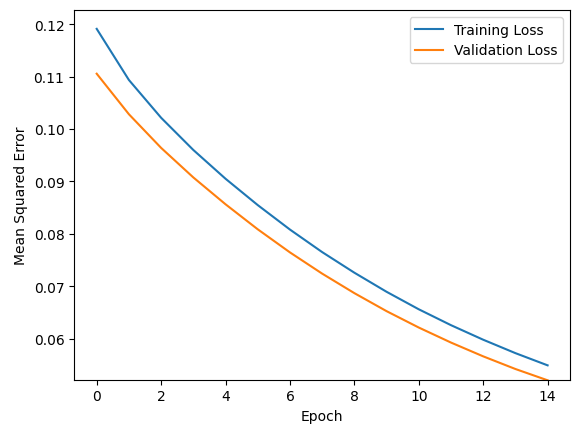 Training Loss
Validation Loss
Mean Squared Error
0.12
0.11
0.10
0.09
0.08
0.07
0.06
0 2 4 6 8 10 12 14
Epoch